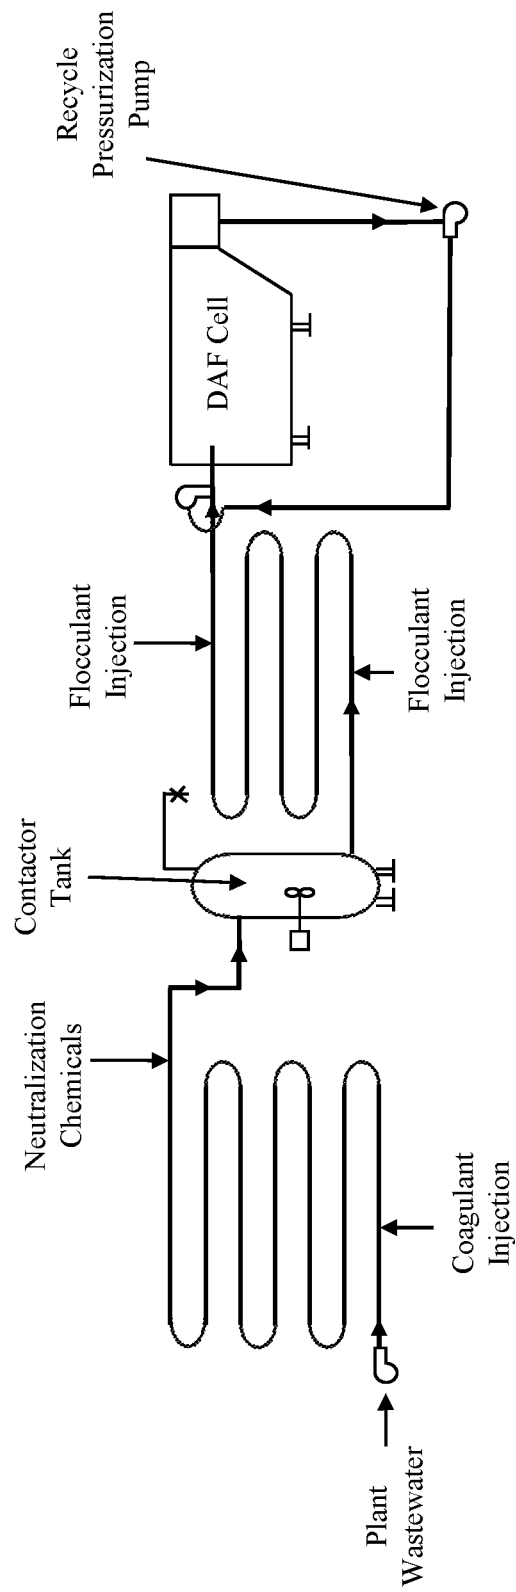 Plant
Wastewater
Coagulant
Injection
Neutralization
Chemicals
Contactor
Tank
Flocculant
Injection
Flocculant
Injection
DAF Cell
Recycle
Pressurization
Pump